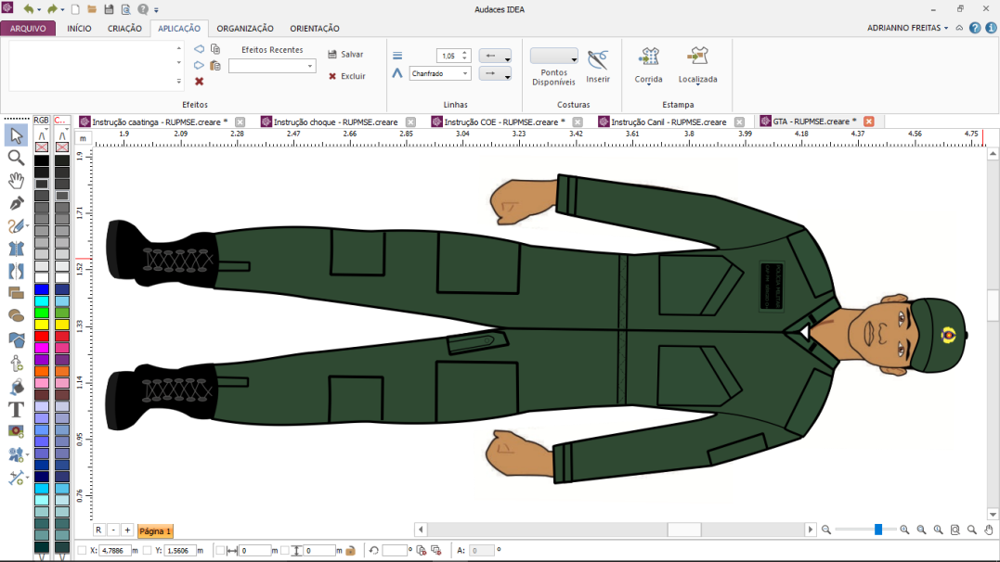 Audaces IDEA
ARQUIVO INÍCIO CRIAÇÃO APLICAÇÃO ORGANIZAÇÃO ORIENTAÇÃO ADRIANNO FREITAS
Efeitos Recentes
Salvar
Excluir
Efeitos
1,05
Chanfrado
Linhas
Pontos
Disponíveis
Inserir
Costuras
Corrida
Localizada
Estampa
RGB C...
Instrução caatinga - RUPMSE.creare *
Instrução choque - RUPMSE.creare
Instrução COE - RUPMSE.creare *
Instrução Canil - RUPMSE.creare
GTA - RUPMSE.creare *
m 1.9 2.09 2.28 2.47 2.66 2.85 3.04 3.23 3.42 3.61 3.8 3.99 4.18 4.37 4.56 4.75
1.9
1.71
1.52
1.33
1.14
0.95
0.76
POLÍCIA MILITAR
R - + Página 1
X: 4.7886 m Y: 1.5606 m 0 m 0 m º A: 0 º